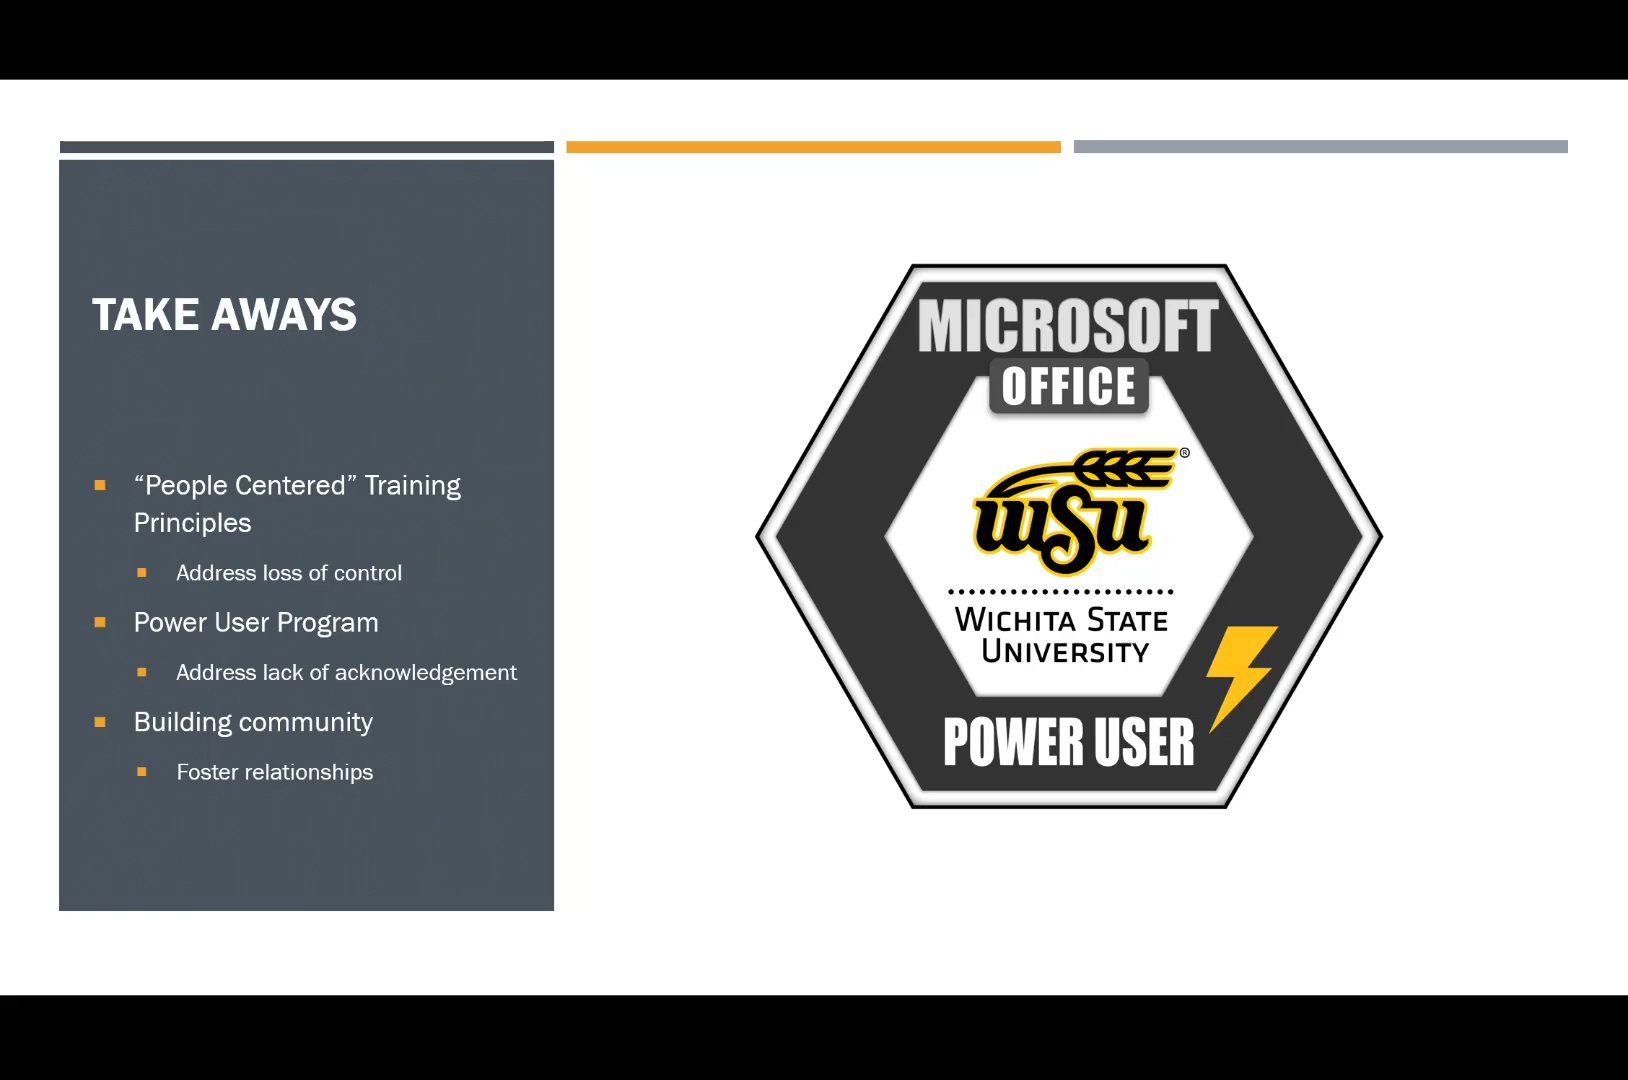 TAKE AWAYS
“People Centered” Training
Principles
Address loss of control
Power User Program
Address lack of acknowledgement
Building community
Foster relationships
MICROSOFT
OFFICE
wsu®
WICHITA STATE
UNIVERSITY
POWER USER